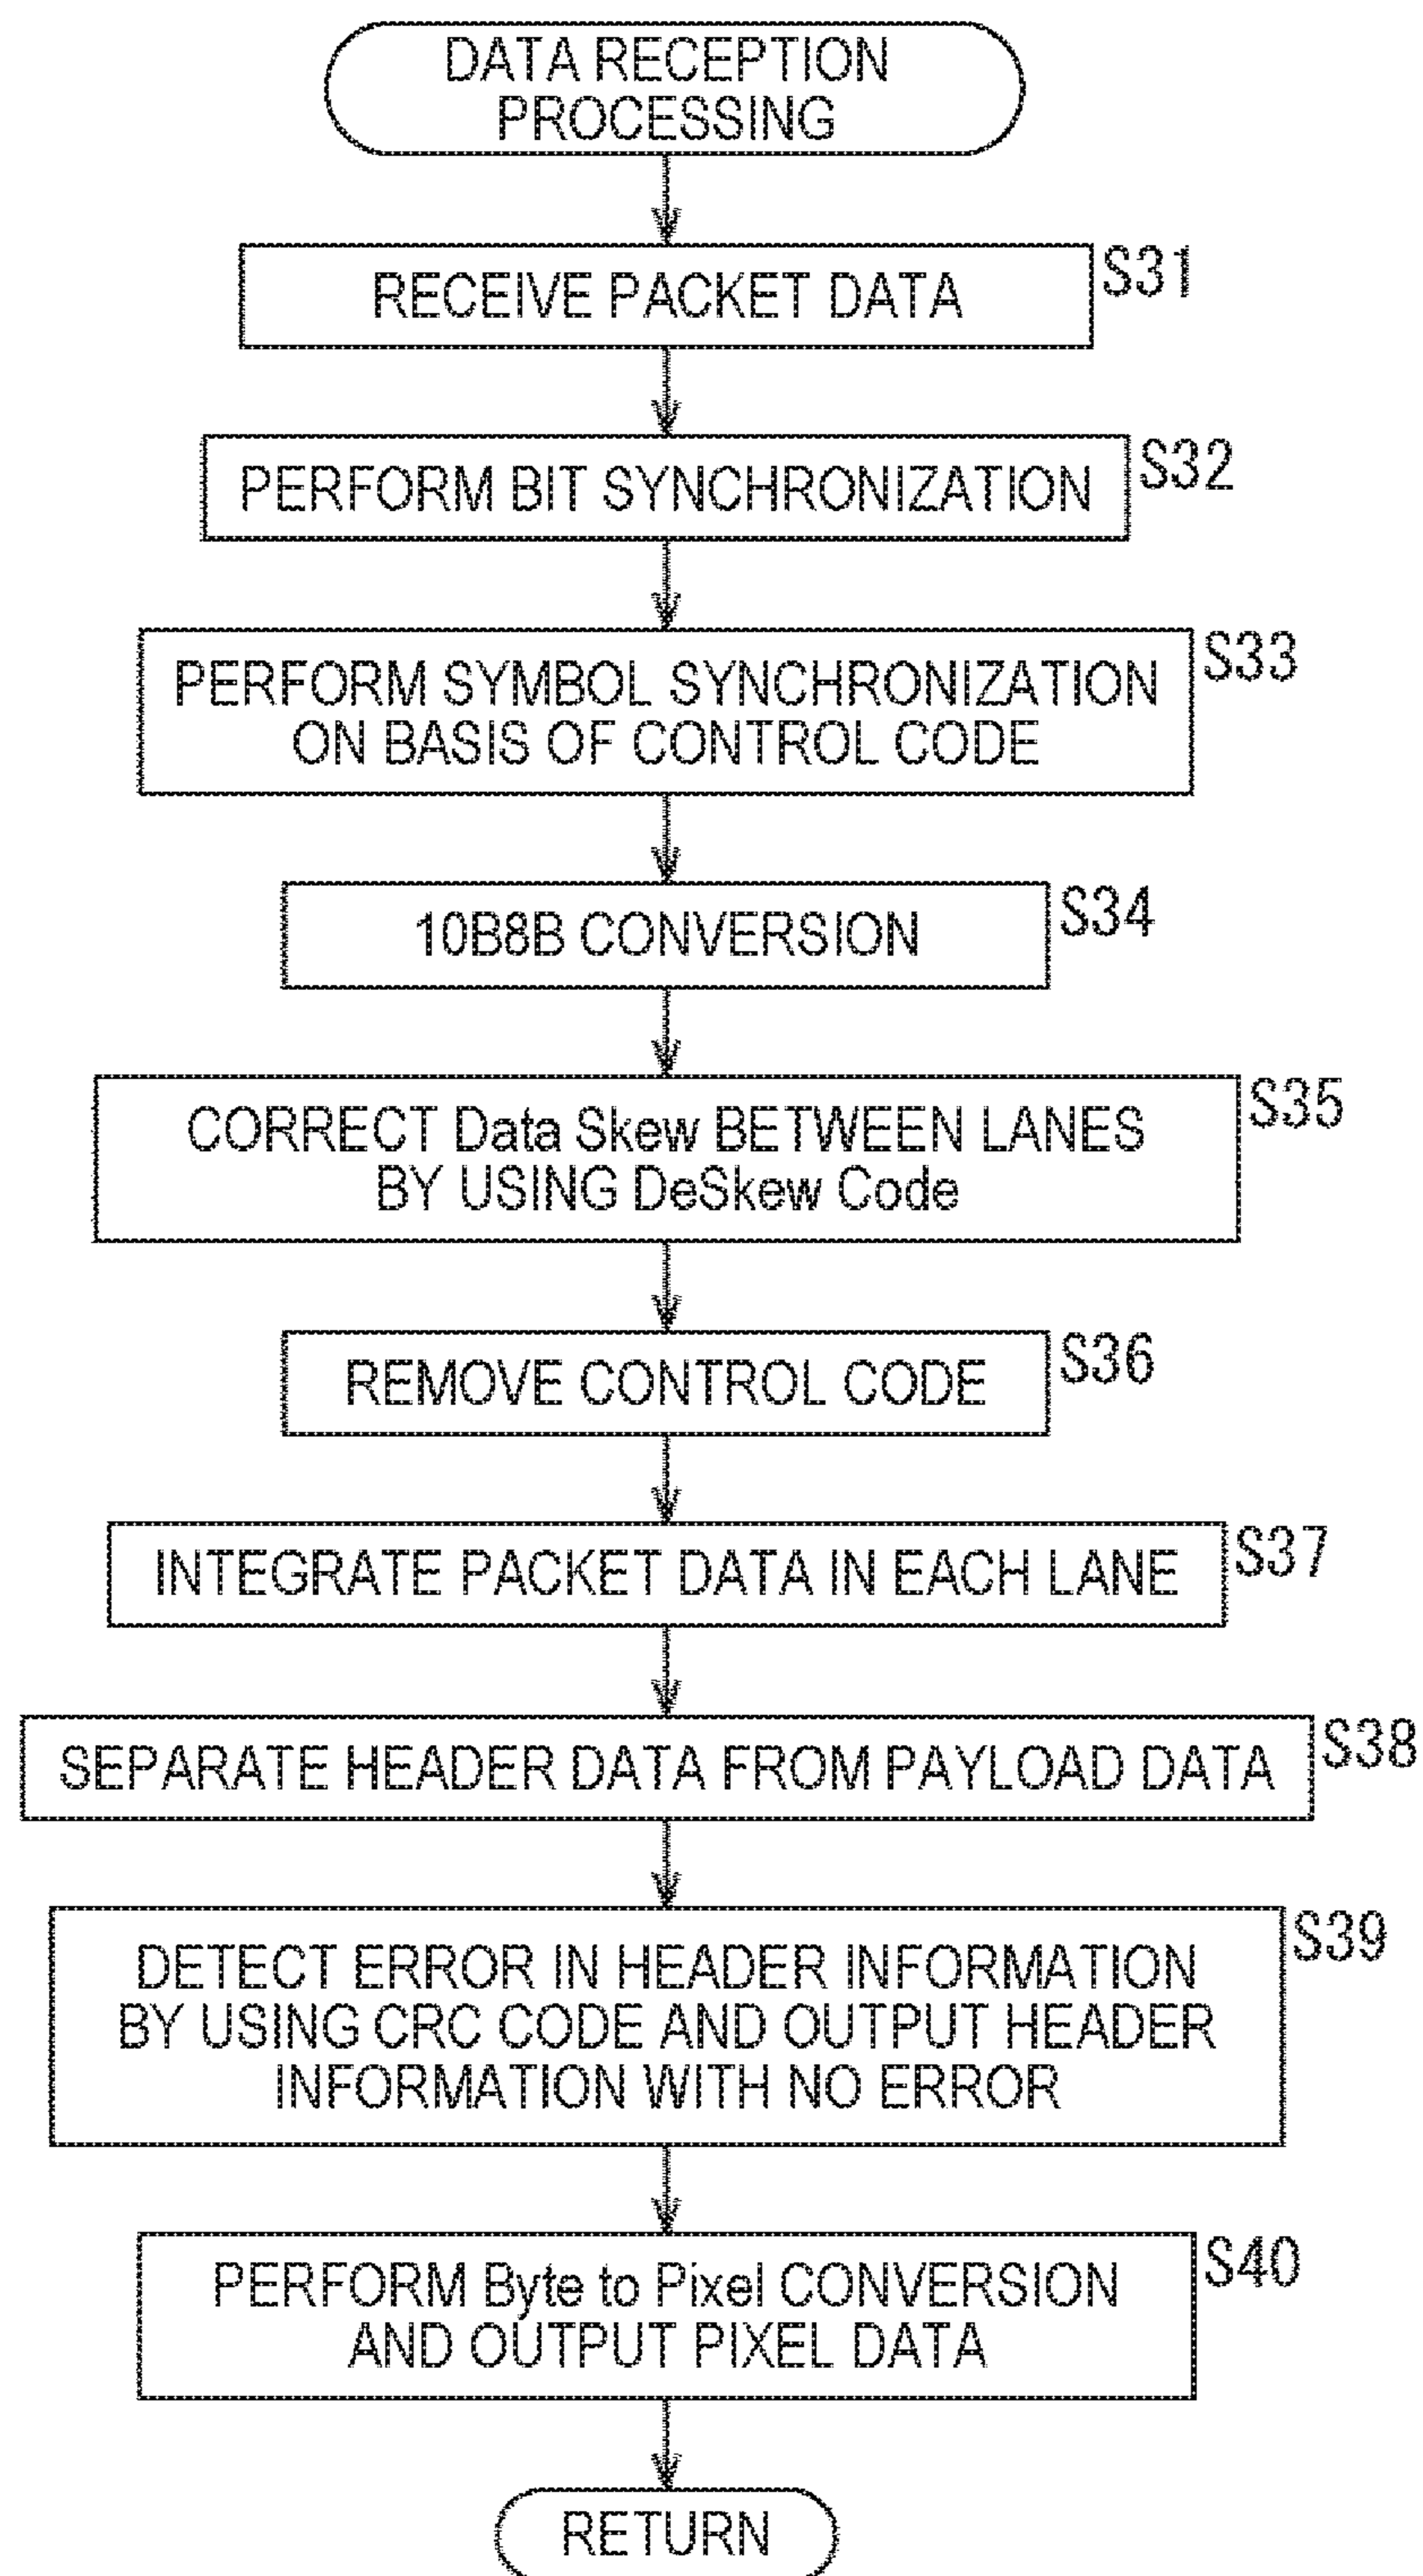 DATA RECEPTION
PROCESSING
RECEIVE PACKET DATA
S31
PERFORM BIT SYNCHRONIZATION
S32
PERFORM SYMBOL SYNCHRONIZATION
ON BASIS OF CONTROL CODE
S33
10B8B CONVERSION
S34
CORRECT Data Skew BETWEEN LANES
BY USING DeSkew Code
S35
REMOVE CONTROL CODE
S36
INTEGRATE PACKET DATA IN EACH LANE
S37
SEPARATE HEADER DATA FROM PAYLOAD DATA
S38
DETECT ERROR IN HEADER INFORMATION
BY USING CRC CODE AND OUTPUT HEADER
INFORMATION WITH NO ERROR
S39
PERFORM Byte to Pixel CONVERSION
AND OUTPUT PIXEL DATA
S40
RETURN